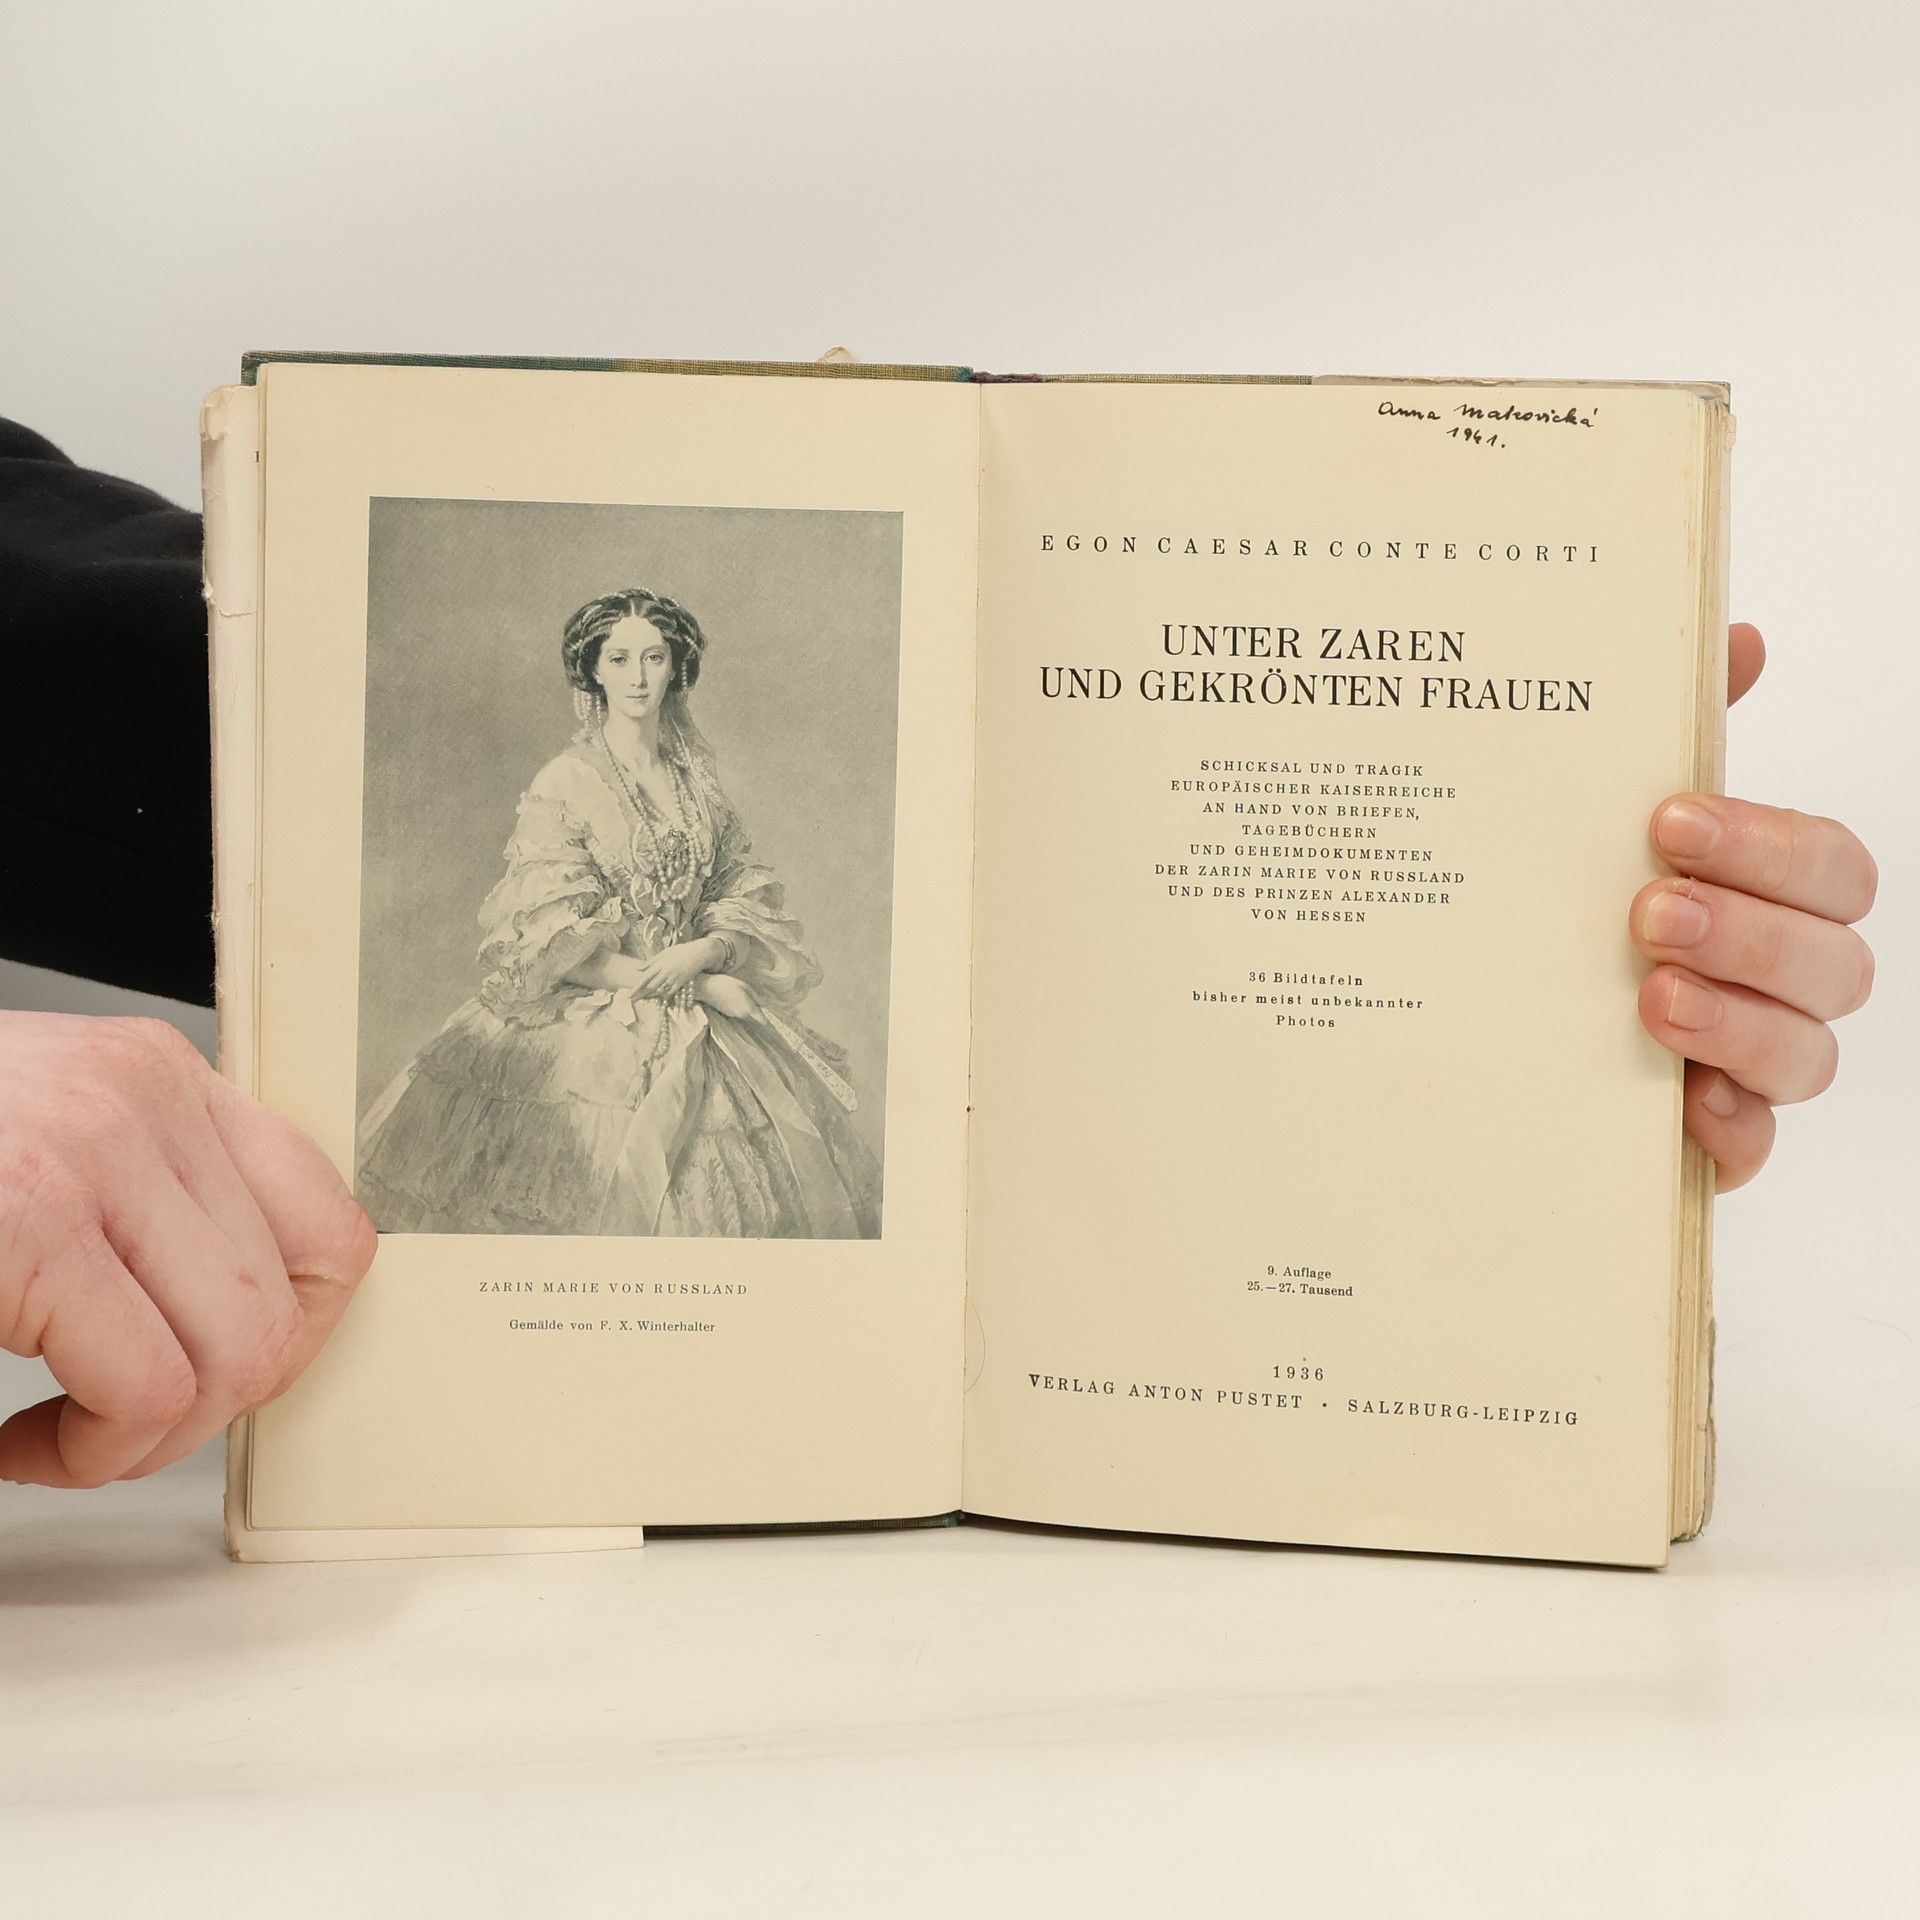 ZARIN MARIE VON RUSSLAND
Gemälde von F. X. Winterhalter
Anna Matrovická
1941.
EGON CAESAR CONTE CORTI
UNTER ZAREN
UND GEKRÖNTEN FRAUEN
SCHICKSAL UND TRAGIK
EUROPÄISCHER KAISERREICHE
AN HAND VON BRIEFEN,
TAGEBÜCHERN
UND GEHEIMDOKUMENTEN
DER ZARIN MARIE VON RUSSLAND
UND DES PRINZEN ALEXANDER
VON HESSEN
36 Bildtafeln
bisher meist unbekannter
Photos
9. Auflage
25.—27. Tausend
1936
VERLAG ANTON PUSTET · SALZBURG-LEIPZIG